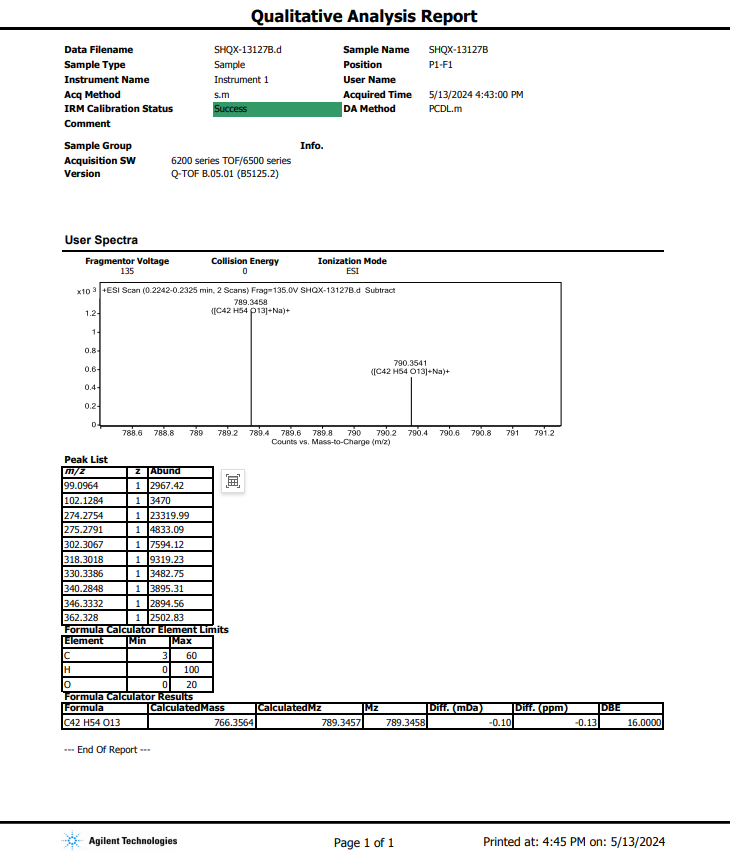 Qualitative Analysis Report
Data Filename SHQX-13127B.d Sample Name SHQX-13127B
Sample Type Sample Position P1-F1
Instrument Name Instrument 1 User Name
Acq Method s.m Acquired Time 5/13/2024 4:43:00 PM
IRM Calibration Status Success DA Method PCDL.m
Comment
Sample Group Info.
Acquisition SW 6200 series TOF/6500 series
Version Q-TOF B.05.01 (B5125.2)
User Spectra
Fragmentor Voltage Collision Energy Ionization Mode
135 0 ESI
x10 3 +ESI Scan (0.2242-0.2325 min, 2 Scans) Frag=135.0V SHQX-13127B.d Subtract
789.3458
([C42 H54 O13]+Na)+
1.2
1
0.8
790.3541
([C42 H54 O13]+Na)+
0.6
0.4
0.2
0
788.6 788.8 789 789.2 789.4 789.6 789.8 790 790.2 790.4 790.6 790.8 791 791.2
Counts vs. Mass-to-Charge (m/z)
Peak List
m/z z Abund
99.0964 1 2967.42
102.1284 1 3470
274.2754 1 23319.99
275.2791 1 4833.09
302.3067 1 7594.12
318.3018 1 9319.23
330.3386 1 3482.75
340.2848 1 3895.31
346.3332 1 2894.56
362.328 1 2502.83
Formula Calculator Element Limits
Element Min Max
C 3 60
H 0 100
O 0 20
Formula Calculator Results
Formula CalculatedMass CalculatedMz Mz Diff. (mDa) Diff. (ppm) DBE
C42 H54 O13 766.3564 789.3457 789.3458 -0.10 -0.13 16.0000
--- End Of Report ---
Agilent Technologies Page 1 of 1 Printed at: 4:45 PM on: 5/13/2024